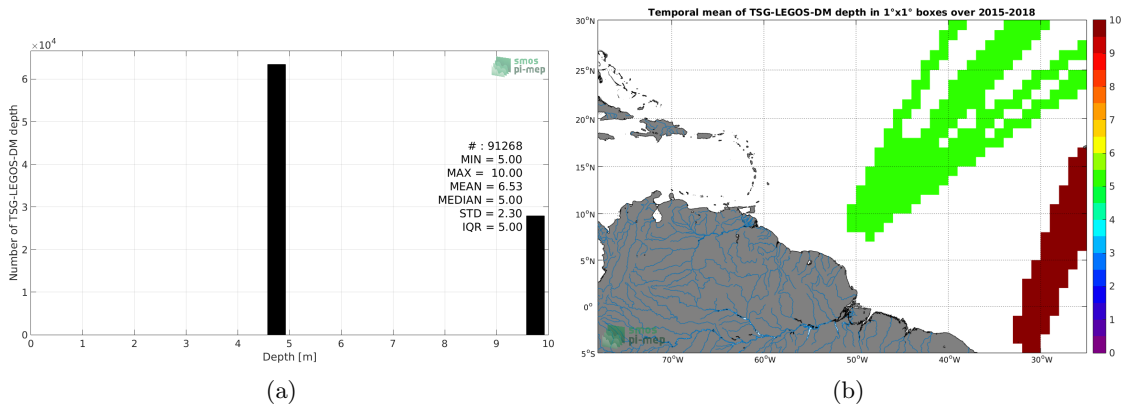 ×10⁴
6
5
4
3
2
1
0
Number of TSG-LEGOS-DM depth
smos
pi-mep
# : 91268
MIN = 5.00
MAX = 10.00
MEAN = 6.53
MEDIAN = 5.00
STD = 2.30
IQR = 5.00
0 1 2 3 4 5 6 7 8 9 10
Depth [m]
(a)
Temporal mean of TSG-LEGOS-DM depth in 1°x1° boxes over 2015-2018
30°N
25°N
20°N
15°N
10°N
5°N
0°
5°S
smos
pi-mep
70°W 60°W 50°W 40°W 30°W
10
9
8
7
6
5
4
3
2
1
0
(b)